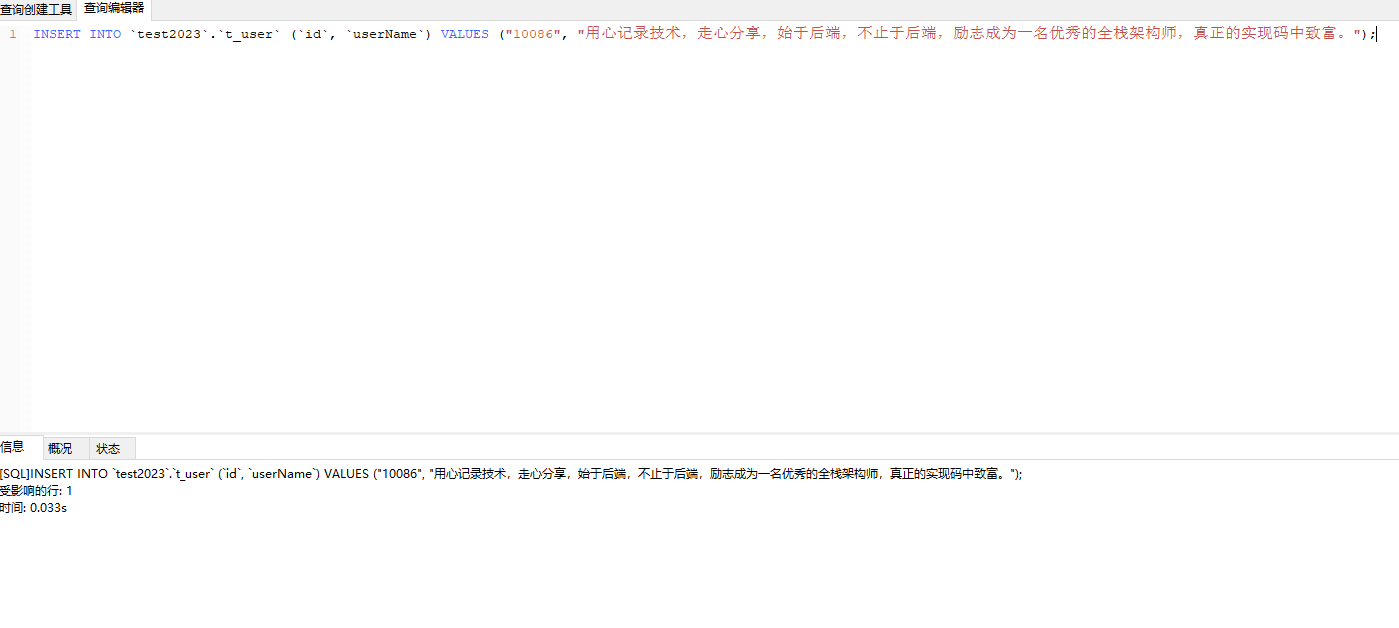 查询创建工具 查询编辑器
1 INSERT INTO `test2023`.`t_user` (`id`, `userName`) VALUES ("10086", "用心记录技术，走心分享，始于后端，不止于后端，励志成为一名优秀的全栈架构师，真正的实现码中致富。");
信息 概况 状态
[SQL]INSERT INTO `test2023`.`t_user` (`id`, `userName`) VALUES ("10086", "用心记录技术，走心分享，始于后端，不止于后端，励志成为一名优秀的全栈架构师，真正的实现码中致富。");
受影响的行: 1
时间: 0.033s